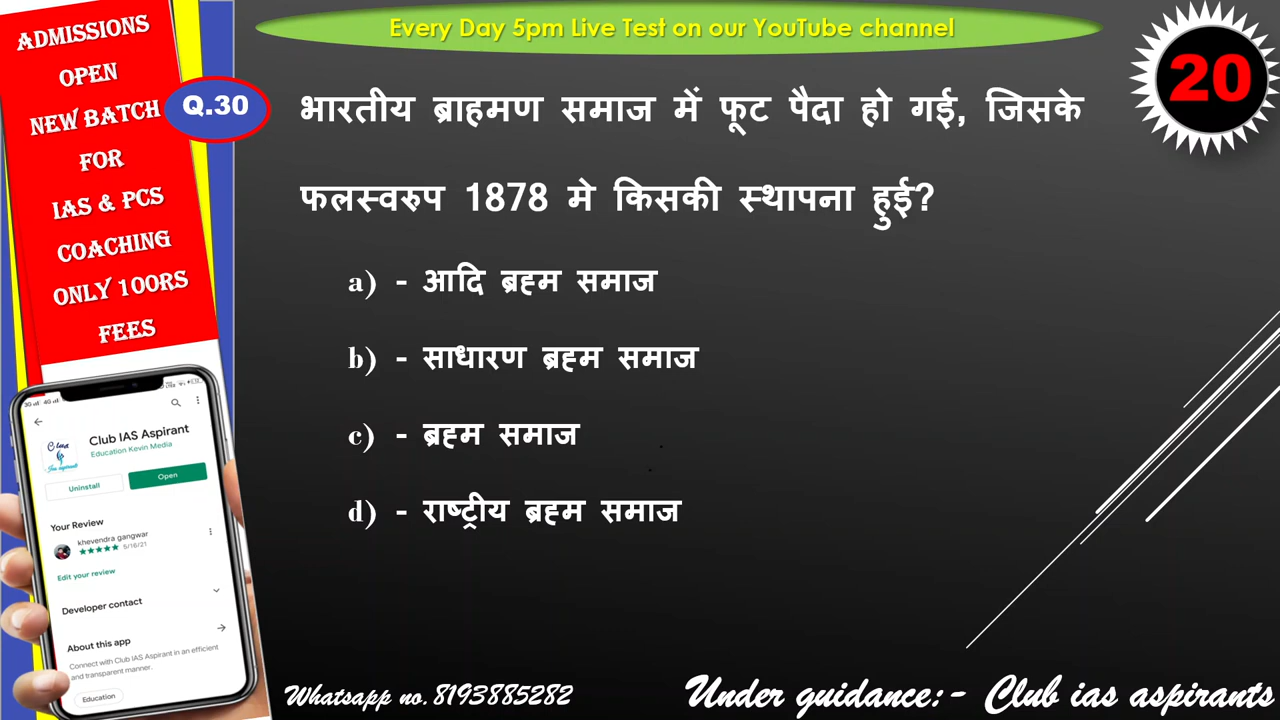 Every Day 5pm Live Test on our YouTube channel
ADMISSIONS
OPEN
NEW BATCH
FOR
IAS & PCS
COACHING
ONLY 100RS
FEES
20
Q.30
भारतीय ब्राहमण समाज में फूट पैदा हो गई, जिसके
फलस्वरुप 1878 मे किसकी स्थापना हुई?
a) - आदि ब्रह्म समाज
b) - साधारण ब्रह्म समाज
c) - ब्रह्म समाज
d) - राष्ट्रीय ब्रह्म समाज
Club IAS Aspirant
Education Kevin Media
Uninstall
Open
Your Review
khevendra gangwar
★★★★★ 5/16/21
Edit your review
Developer contact
About this app
Connect with Club IAS Aspirant in an efficient
and transparent manner.
Education
Whatsapp no. 8193885282
Under guidance:- Club ias aspirants